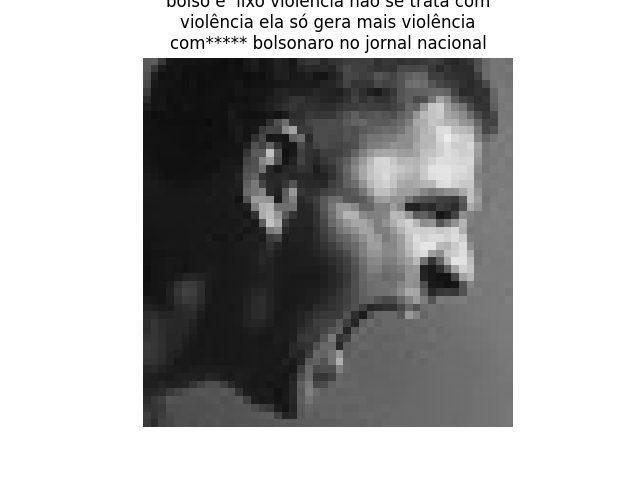 bolso é lixo violência não se trata com
violência ela só gera mais violência
com***** bolsonaro no jornal nacional